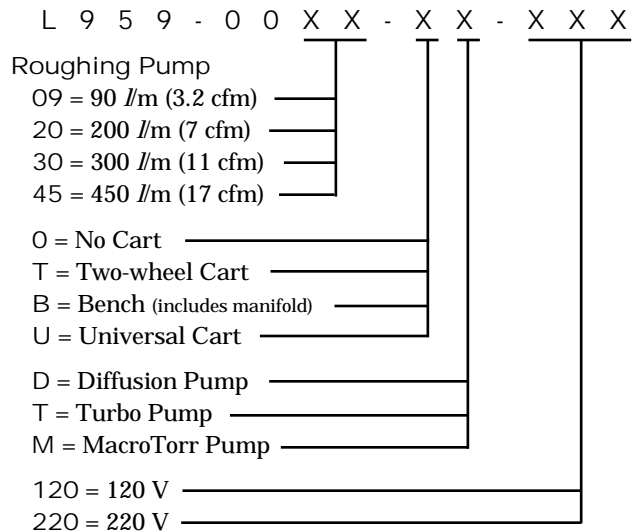 L 9 5 9 - 0 0 X X - X X - X X X
Roughing Pump
09 = 90 l/m (3.2 cfm)
20 = 200 l/m (7 cfm)
30 = 300 l/m (11 cfm)
45 = 450 l/m (17 cfm)
0 = No Cart
T = Two-wheel Cart
B = Bench (includes manifold)
U = Universal Cart
D = Diffusion Pump
T = Turbo Pump
M = MacroTorr Pump
120 = 120 V
220 = 220 V